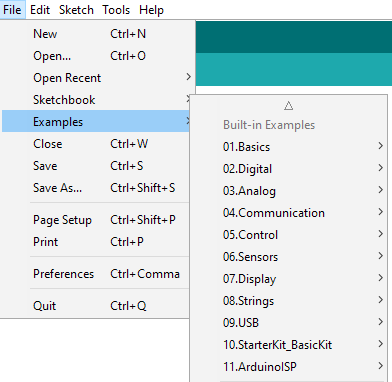 File Edit Sketch Tools Help
New Ctrl+N
Open... Ctrl+O
Open Recent
Sketchbook
Examples
Close Ctrl+W
Save Ctrl+S
Save As... Ctrl+Shift+S
Page Setup Ctrl+Shift+P
Print Ctrl+P
Preferences Ctrl+Comma
Quit Ctrl+Q
Built-in Examples
01.Basics
02.Digital
03.Analog
04.Communication
05.Control
06.Sensors
07.Display
08.Strings
09.USB
10.StarterKit_BasicKit
11.ArduinoISP